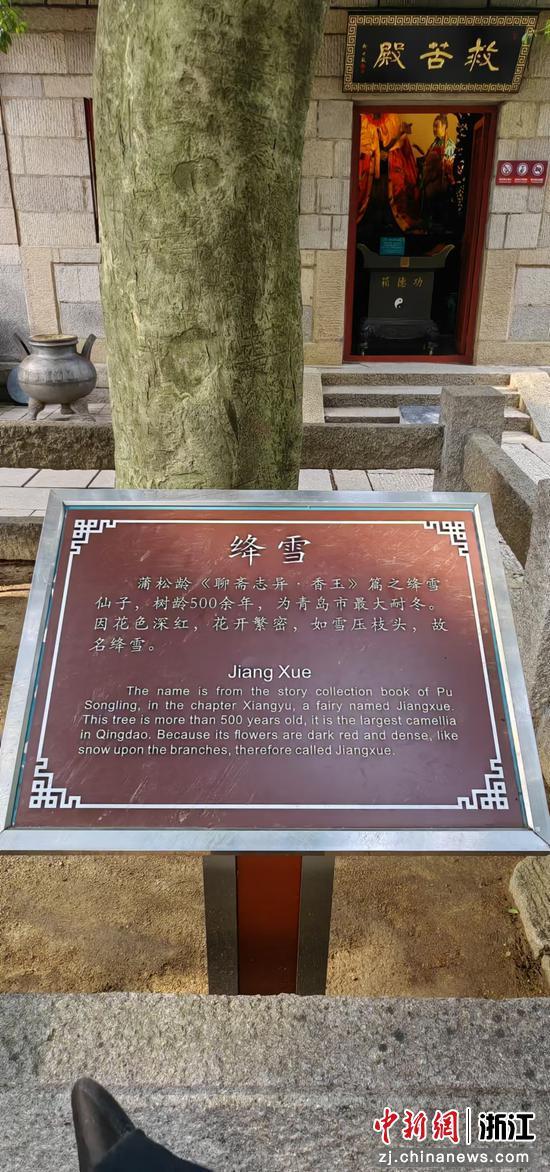 救苦殿
功德箱
绛雪
蒲松龄《聊斋志异·香玉》篇之绛雪
仙子，树龄500余年，为青岛市最大耐冬。
因花色深红，花开繁密，如雪压枝头，故
名绛雪。
Jiang Xue
The name is from the story collection book of Pu
Songling, in the chapter Xiangyu, a fairy named Jiangxue.
This tree is more than 500 years old, it is the largest camellia
in Qingdao. Because its flowers are dark red and dense, like
snow upon the branches, therefore called Jiangxue.
中新網 浙江
zj.chinanews.com